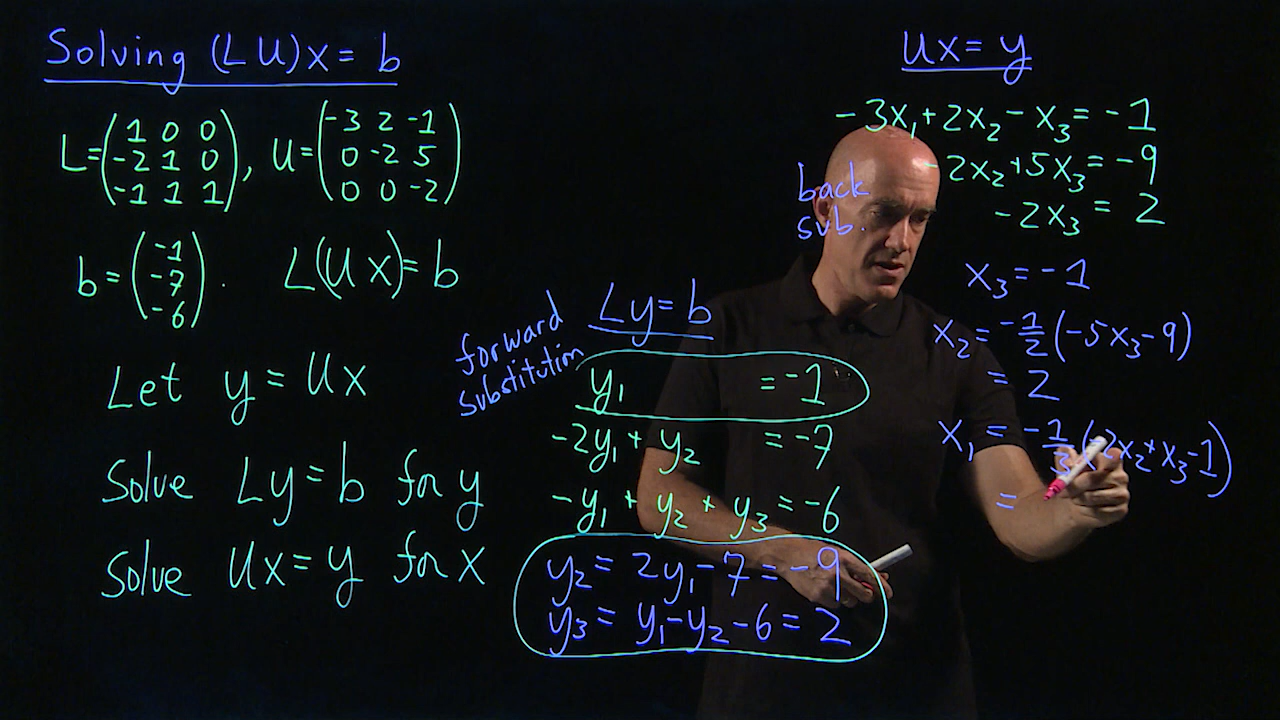 Solving (LU)x = b
L = (1 0 0
-2 1 0
-1 1 1), U = (-3 2 -1
0 -2 5
0 0 -2)
b = (-1
-7
-6). L(Ux) = b
Let y = Ux
Solve Ly = b for y
Solve Ux = y for x
forward
substitution
Ly = b
y₁ = -1
-2y₁ + y₂ = -7
-y₁ + y₂ + y₃ = -6
y₂ = 2y₁ - 7 = -9
y₃ = y₁ - y₂ - 6 = 2
Ux = y
-3x₁ + 2x₂ - x₃ = -1
-2x₂ + 5x₃ = -9
-2x₃ = 2
back
sub.
x₃ = -1
x₂ = -1/2 (-5x₃ - 9)
= 2
x₁ = -1/3 (-2x₂ + x₃ - 1)
=